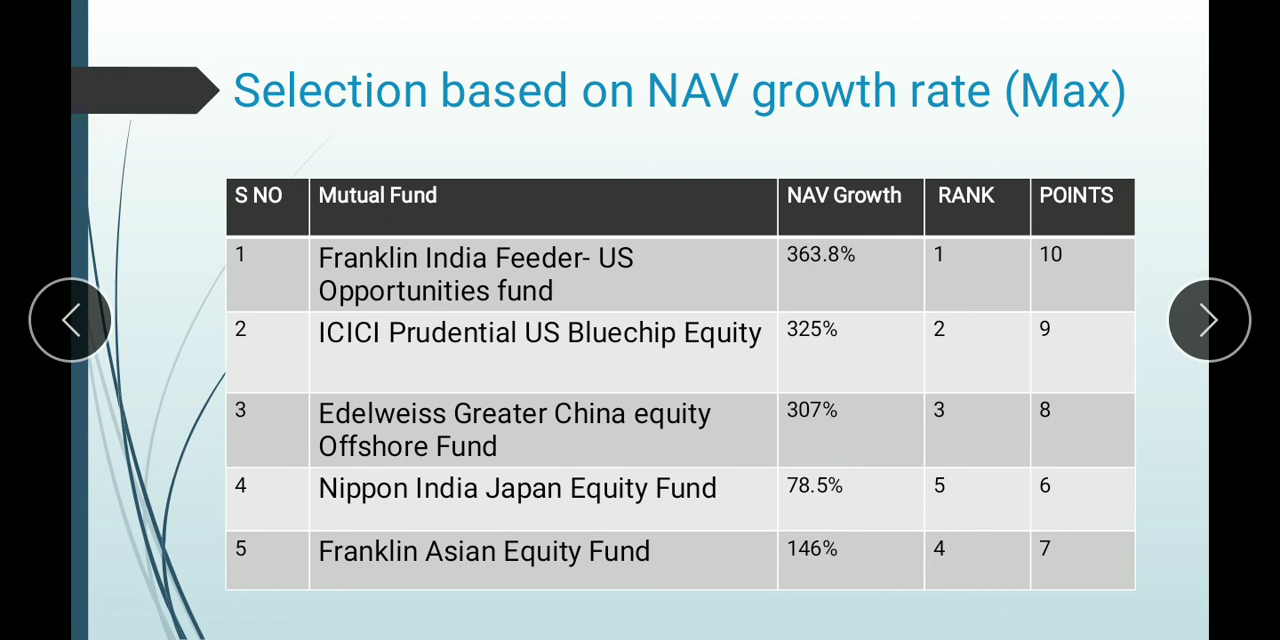 Selection based on NAV growth rate (Max)
S NO Mutual Fund NAV Growth RANK POINTS
1 Franklin India Feeder- US 363.8% 1 10
Opportunities fund
2 ICICI Prudential US Bluechip Equity 325% 2 9
3 Edelweiss Greater China equity 307% 3 8
Offshore Fund
4 Nippon India Japan Equity Fund 78.5% 5 6
5 Franklin Asian Equity Fund 146% 4 7